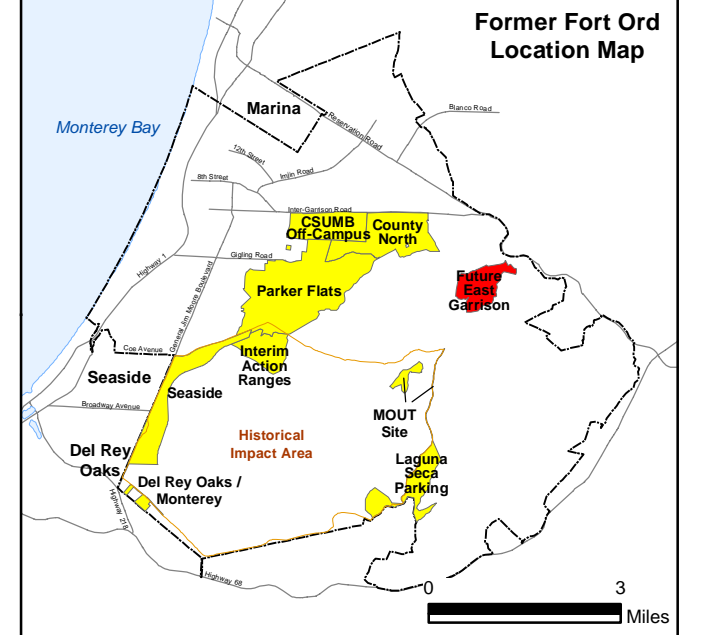 Former Fort Ord
Location Map
Marina
Blanco Road
Reservation Road
Monterey Bay
12th Street
Imjin Road
8th Street
Inter-Garrison Road
CSUMB
Off-Campus
County
North
Highway 1
Gigling Road
General Jim Moore Boulevard
Future
East
Garrison
Parker Flats
Coe Avenue
Interim
Action
Ranges
Seaside
Seaside
Broadway Avenue
MOUT
Site
Historical
Impact Area
Del Rey
Oaks
Laguna
Seca
Parking
Del Rey Oaks /
Monterey
Highway 218
Highway 68
0
3
Miles